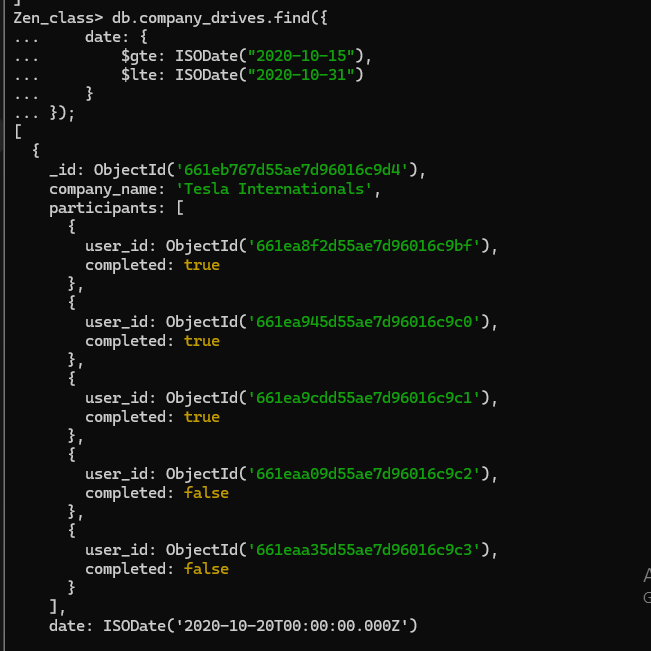 ]
Zen_class> db.company_drives.find({
...     date: {
...         $gte: ISODate("2020-10-15"),
...         $lte: ISODate("2020-10-31")
...     }
... });
[
  {
    _id: ObjectId('661eb767d55ae7d96016c9d4'),
    company_name: 'Tesla Internationals',
    participants: [
      {
        user_id: ObjectId('661ea8f2d55ae7d96016c9bf'),
        completed: true
      },
      {
        user_id: ObjectId('661ea945d55ae7d96016c9c0'),
        completed: true
      },
      {
        user_id: ObjectId('661ea9cdd55ae7d96016c9c1'),
        completed: true
      },
      {
        user_id: ObjectId('661eaa09d55ae7d96016c9c2'),
        completed: false
      },
      {
        user_id: ObjectId('661eaa35d55ae7d96016c9c3'),
        completed: false
      }
    ],
    date: ISODate('2020-10-20T00:00:00.000Z')